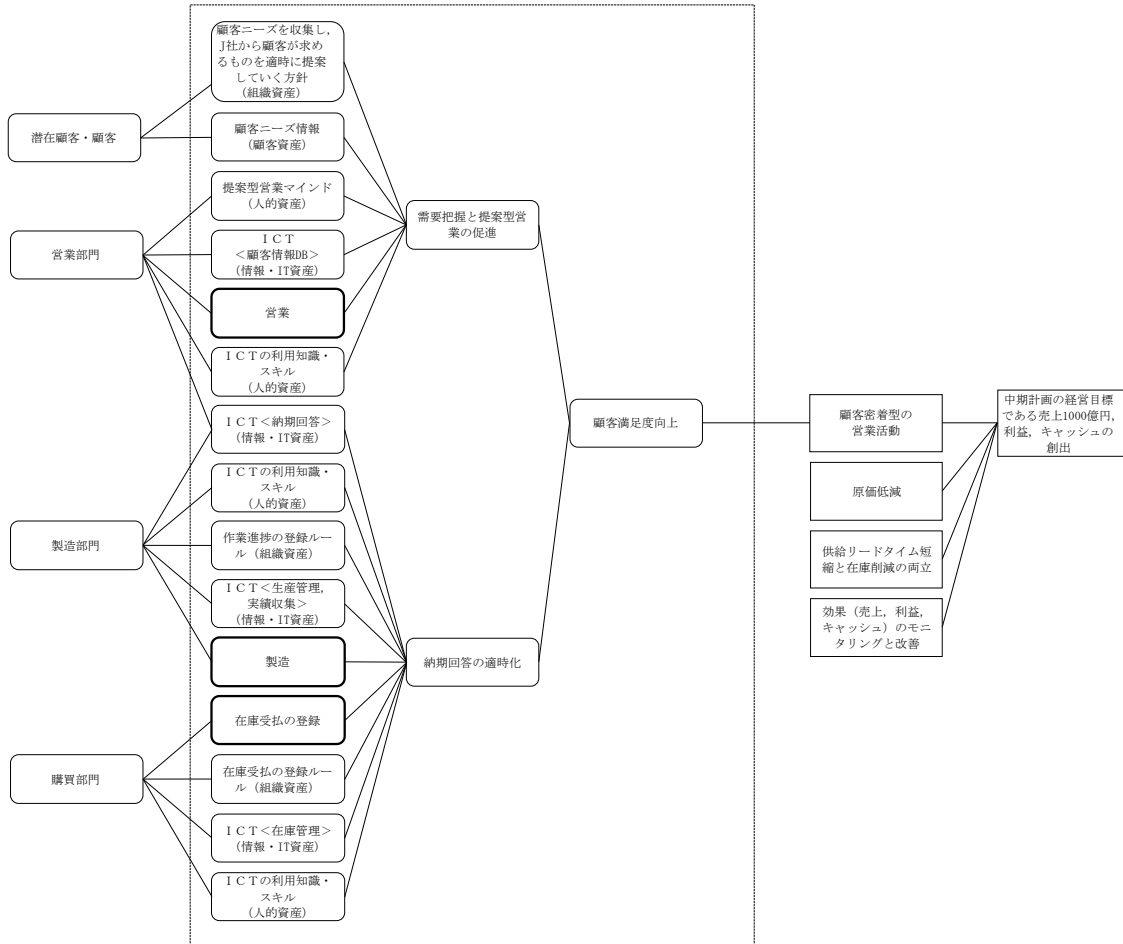 顧客ニーズを収集し，
J社から顧客が求め
るものを適時に提案
していく方針
（組織資産）
潜在顧客・顧客
顧客ニーズ情報
（顧客資産）
提案型営業マインド
（人的資産）
営業部門
ＩＣＴ
＜顧客情報DB＞
（情報・IT資産）
営業
ＩＣＴの利用知識・
スキル
（人的資産）
需要把握と提案型営
業の促進
ＩＣＴ＜納期回答＞
（情報・IT資産）
ＩＣＴの利用知識・
スキル
（人的資産）
製造部門
作業進捗の登録ルー
ル（組織資産）
ＩＣＴ＜生産管理，
実績収集＞
（情報・IT資産）
製造
納期回答の適時化
在庫受払の登録
購買部門
在庫受払の登録ルー
ル（組織資産）
ＩＣＴ＜在庫管理＞
（情報・IT資産）
ＩＣＴの利用知識・
スキル
（人的資産）
顧客満足度向上
顧客密着型の
営業活動
原価低減
供給リードタイム短
縮と在庫削減の両立
効果（売上，利益，
キャッシュ）のモニ
タリングと改善
中期計画の経営目標
である売上1000億円，
利益，キャッシュの
創出